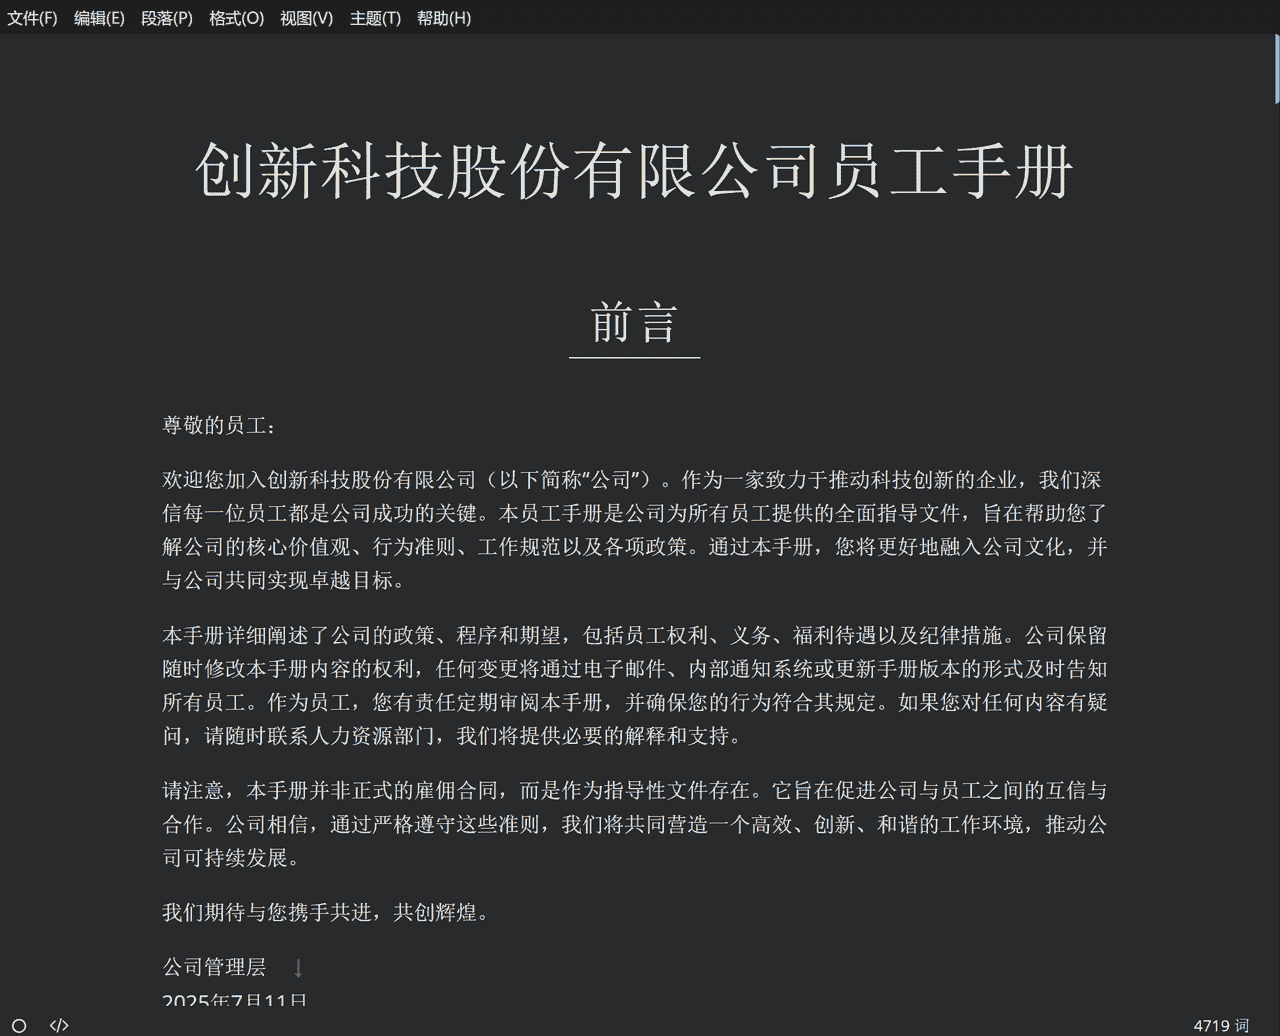 文件(F) 编辑(E) 段落(P) 格式(O) 视图(V) 主题(T) 帮助(H)
创新科技股份有限公司员工手册
前言
尊敬的员工：
欢迎您加入创新科技股份有限公司（以下简称“公司”）。作为一家致力于推动科技创新的企业，我们深
信每一位员工都是公司成功的关键。本员工手册是公司为所有员工提供的全面指导文件，旨在帮助您了
解公司的核心价值观、行为准则、工作规范以及各项政策。通过本手册，您将更好地融入公司文化，并
与公司共同实现卓越目标。
本手册详细阐述了公司的政策、程序和期望，包括员工权利、义务、福利待遇以及纪律措施。公司保留
随时修改本手册内容的权利，任何变更将通过电子邮件、内部通知系统或更新手册版本的形式及时告知
所有员工。作为员工，您有责任定期审阅本手册，并确保您的行为符合其规定。如果您对任何内容有疑
问，请随时联系人力资源部门，我们将提供必要的解释和支持。
请注意，本手册并非正式的雇佣合同，而是作为指导性文件存在。它旨在促进公司与员工之间的互信与
合作。公司相信，通过严格遵守这些准则，我们将共同营造一个高效、创新、和谐的工作环境，推动公
司可持续发展。
我们期待与您携手共进，共创辉煌。
公司管理层 ↓
2025年7月11日
</> 4719 词